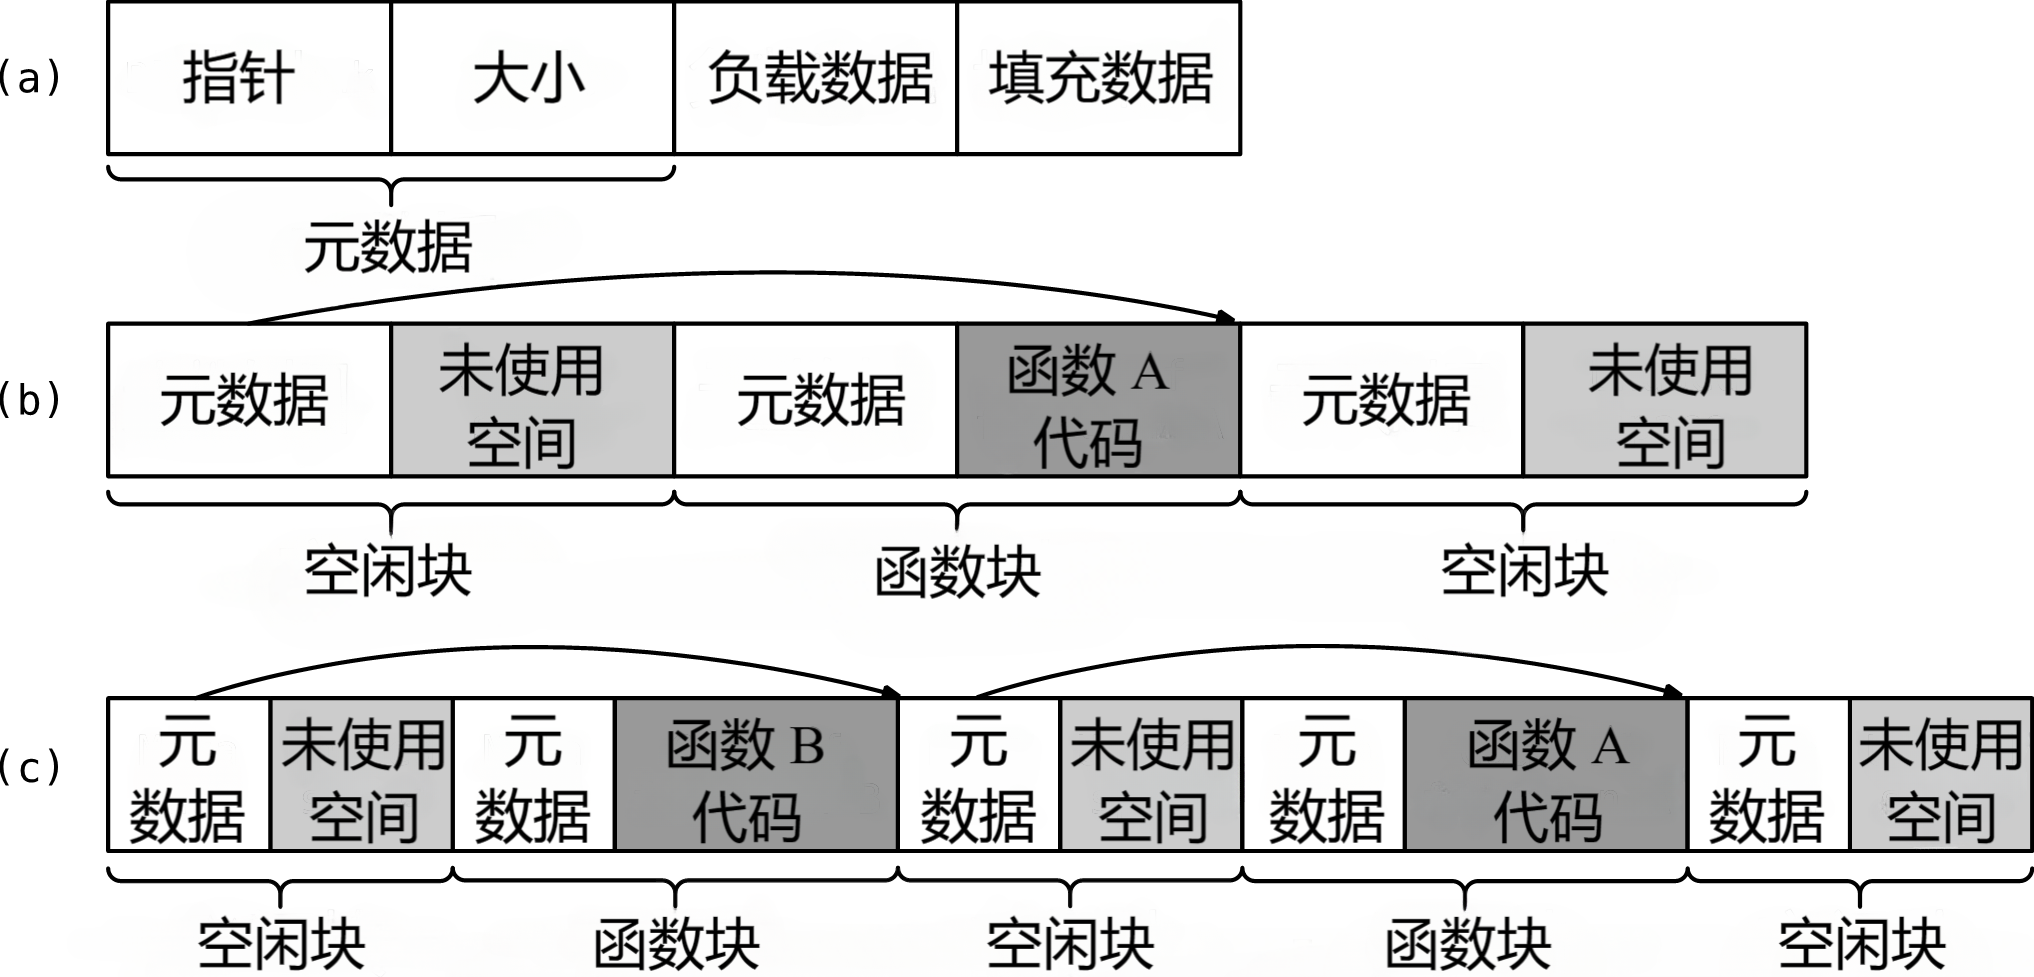 (a)
指针
大小
负载数据
填充数据
元数据
(b)
元数据
未使用
空间
元数据
函数 A
代码
元数据
未使用
空间
空闲块
函数块
空闲块
(c)
元
数据
未使用
空间
元
数据
函数 B
代码
元
数据
未使用
空间
元
数据
函数 A
代码
元
数据
未使用
空间
空闲块
函数块
空闲块
函数块
空闲块